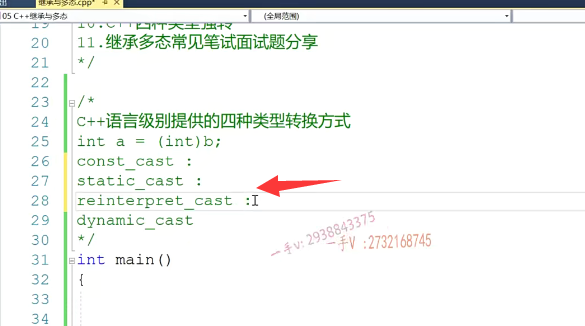 继承与多态.cpp*
05 C++继承与多态
(全局范围)
19 10.C++四种类型强转
20 11.继承多态常见笔试面试题分享
21 */
22
23 /*
24 C++语言级别提供的四种类型转换方式
25 int a = (int)b;
26 const_cast :
27 static_cast :
28 reinterpret_cast :
29 dynamic_cast
30 */
31 int main()
32 {
33
34
一手v: 2938843375
一手V :2732168745